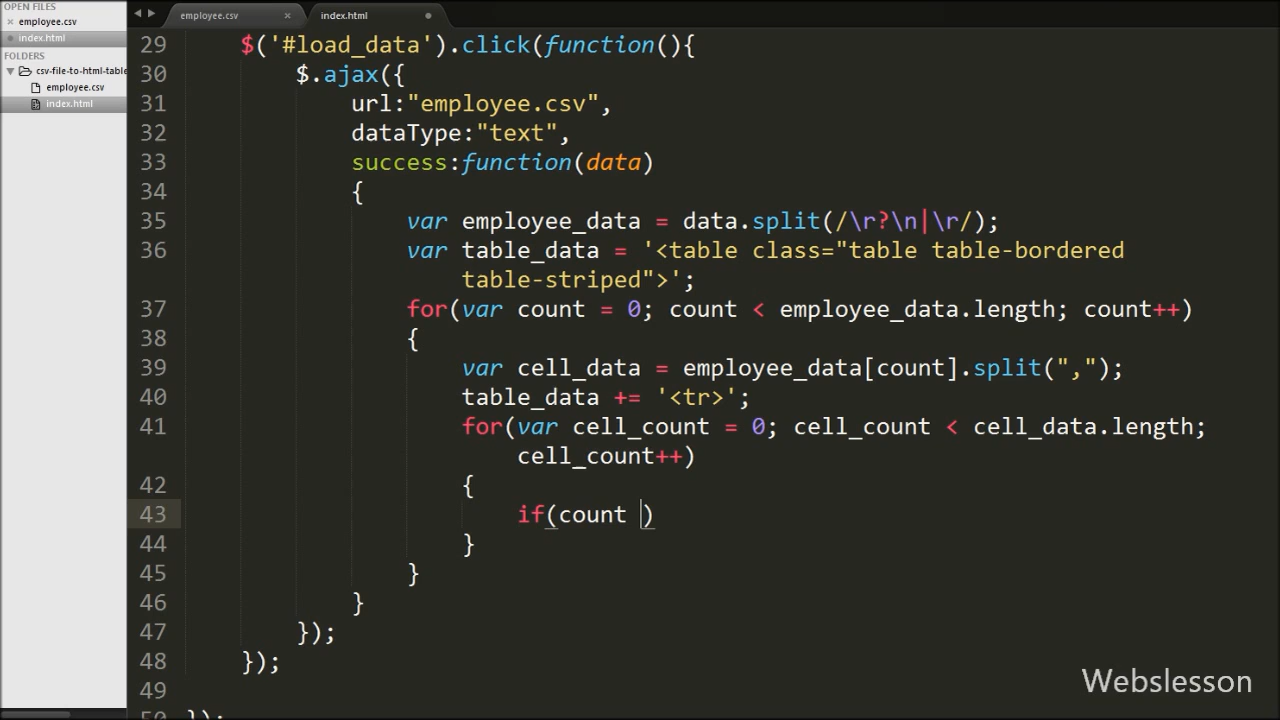 OPEN FILES
employee.csv
index.html
FOLDERS
csv-file-to-html-table
employee.csv
index.html
employee.csv
index.html
29 $('#load_data').click(function(){
30 $.ajax({
31 url:"employee.csv",
32 dataType:"text",
33 success:function(data)
34 {
35 var employee_data = data.split(/\r?\n|\r/);
36 var table_data = '<table class="table table-bordered
table-striped">';
37 for(var count = 0; count < employee_data.length; count++)
38 {
39 var cell_data = employee_data[count].split(",");
40 table_data += '<tr>';
41 for(var cell_count = 0; cell_count < cell_data.length;
cell_count++)
42 {
43 if(count )
44 }
45 }
46 }
47 });
48 });
49
50 });
Webslesson